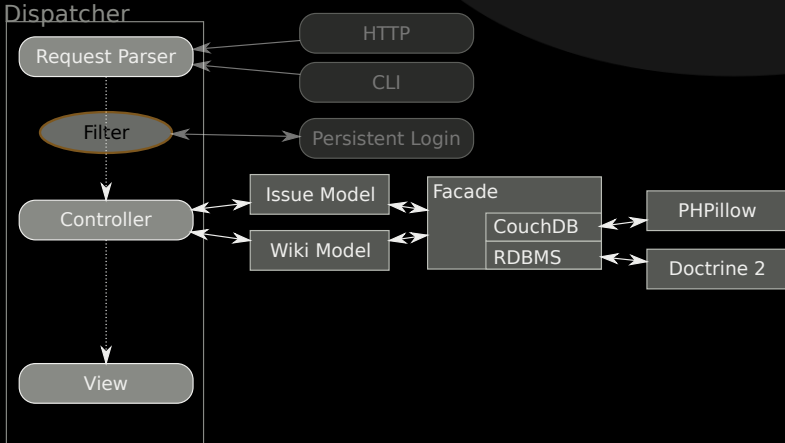 Dispatcher
Request Parser
HTTP
CLI
Filter
Persistent Login
Controller
Issue Model
Wiki Model
Facade
CouchDB
RDBMS
PHPillow
Doctrine 2
View